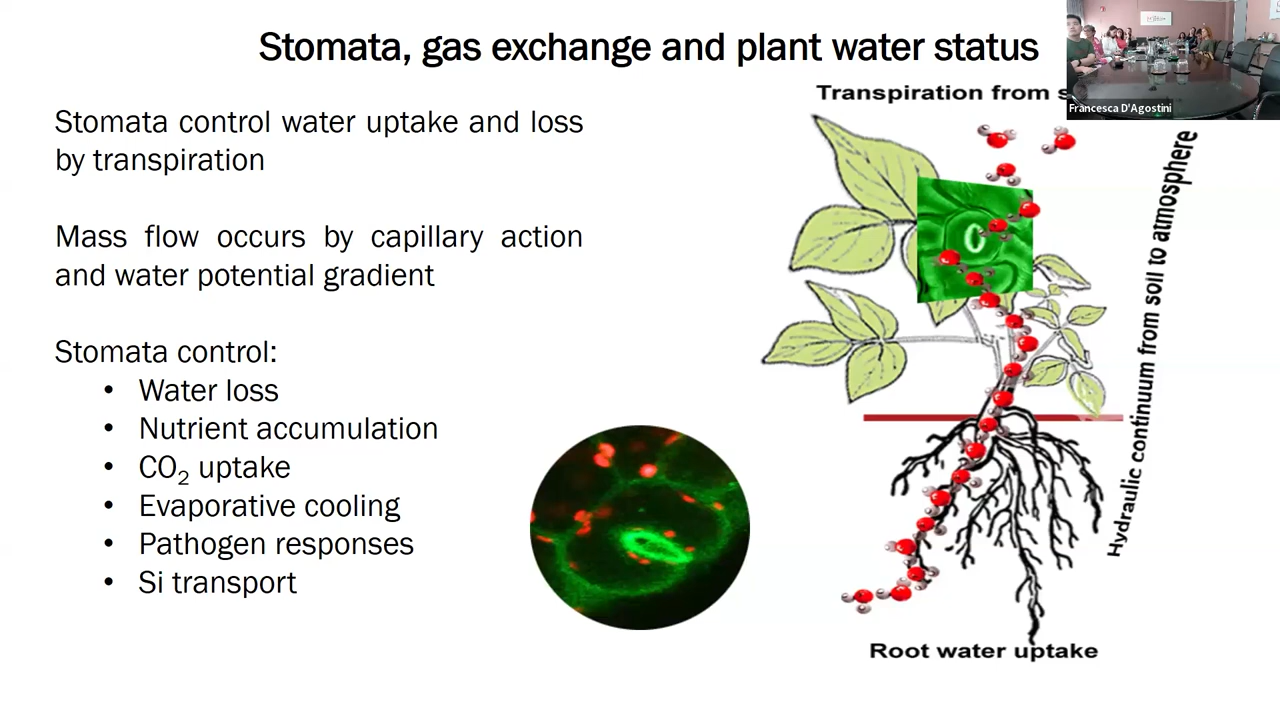 Stomata, gas exchange and plant water status
Stomata control water uptake and loss
by transpiration
Mass flow occurs by capillary action
and water potential gradient
Stomata control:
• Water loss
• Nutrient accumulation
• CO₂ uptake
• Evaporative cooling
• Pathogen responses
• Si transport
Transpiration from
Francesca D'Agostini
Hydraulic continuum from soil to atmosphere
Root water uptake